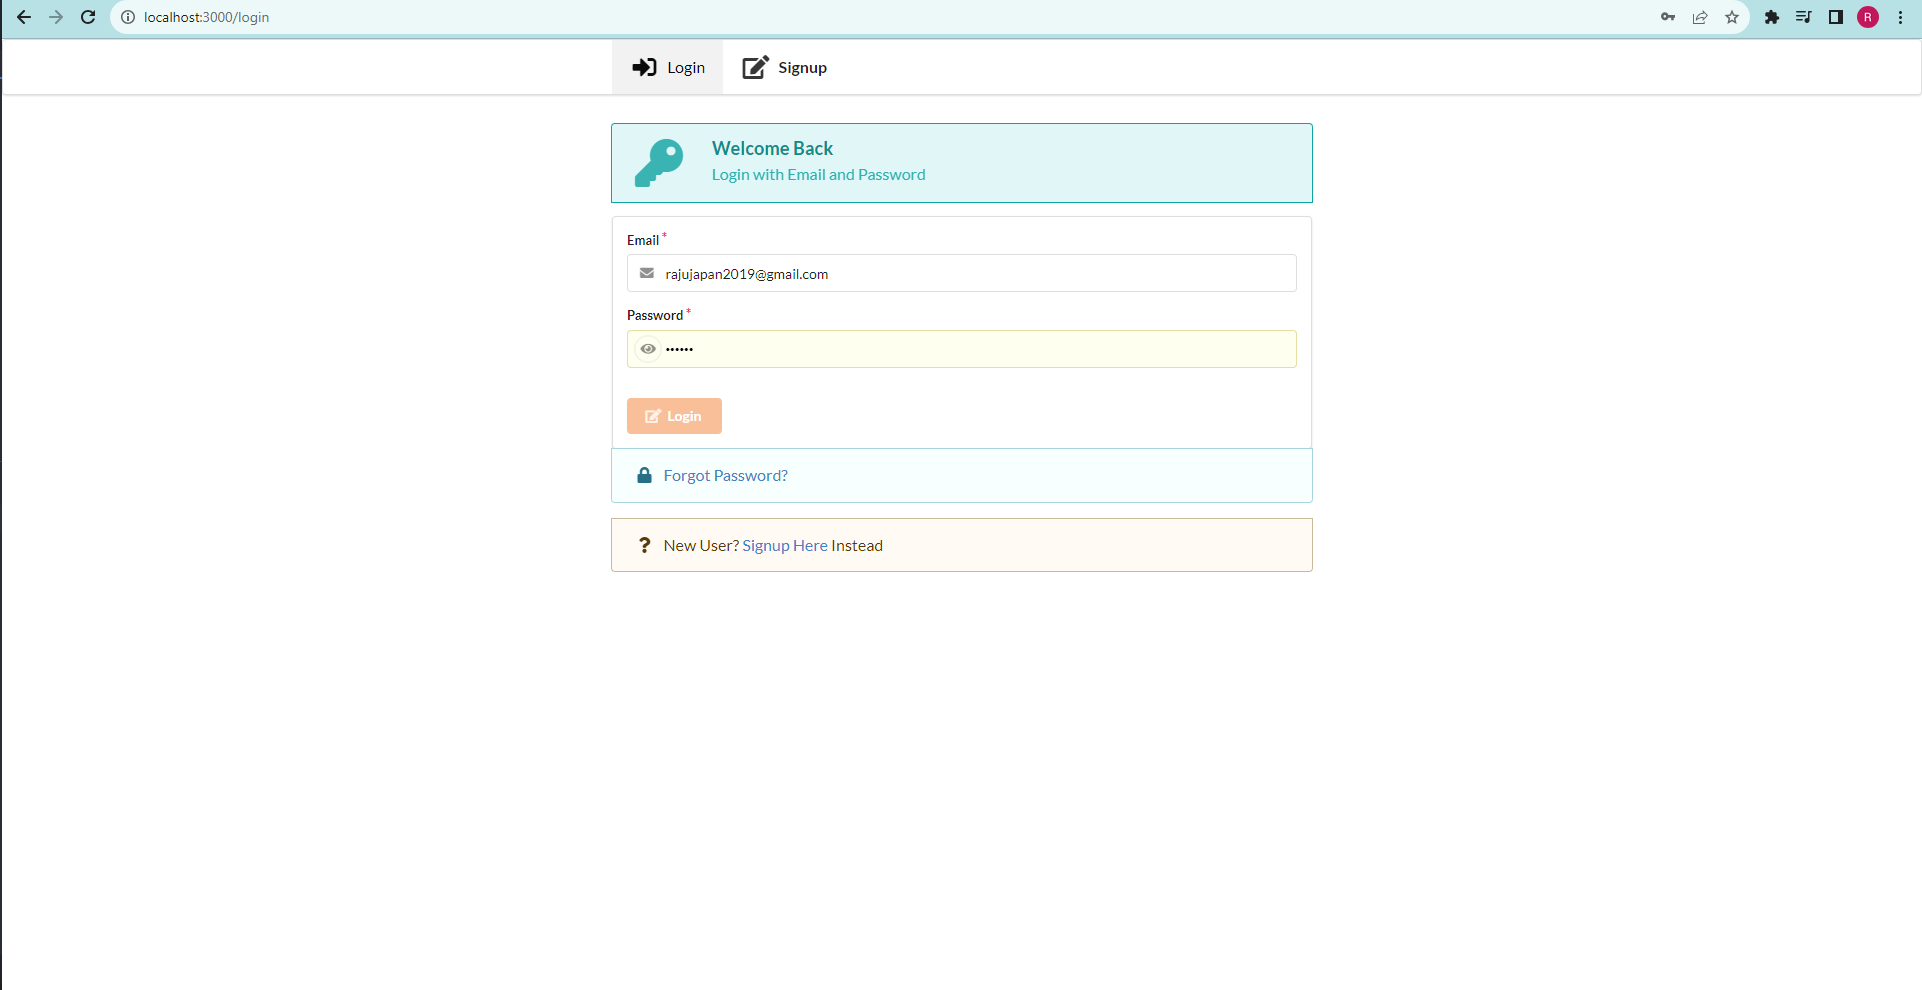 localhost:3000/login
R
Login Signup
Welcome Back
Login with Email and Password
Email *
rajujapan2019@gmail.com
Password *
••••••
Login
Forgot Password?
New User? Signup Here Instead